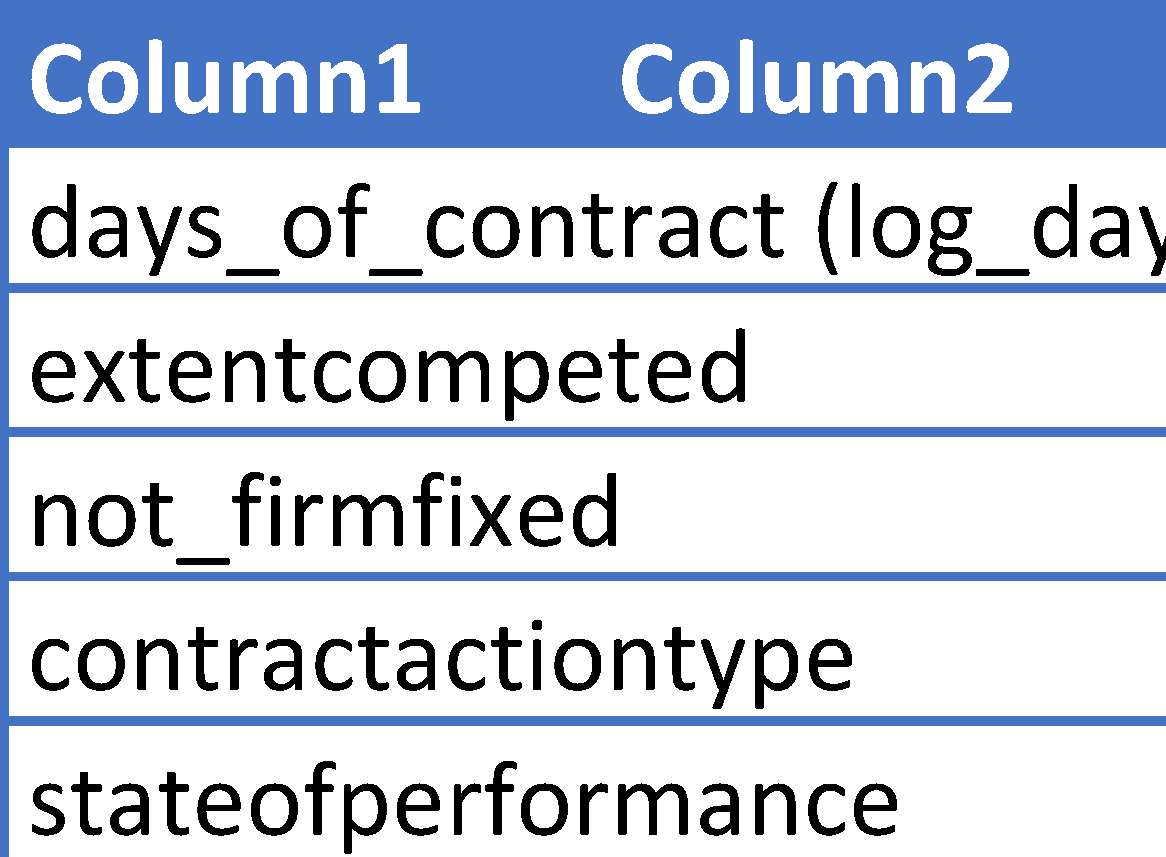 Column1 Column2
days_of_contract (log_day
extentcompeted
not_firmfixed
contractactiontype
stateofperformance